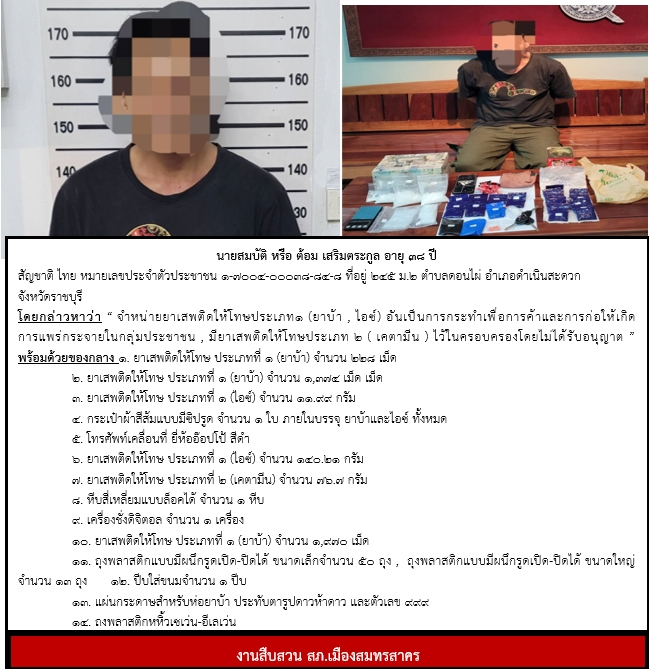 170 170
160 160
150 150
140 140
นายสมบัติ หรือ ต้อม เสริมตระกูล อายุ ๓๘ ปี
สัญชาติ ไทย หมายเลขประจำตัวประชาชน ๑-๗๐๐๔-๐๐๐๓๘-๘๔-๘ ที่อยู่ ๒๔๕ ม.๒ ตำบลดอนไผ่ อำเภอดำเนินสะดวก
จังหวัดราชบุรี
โดยกล่าวหาว่า “ จำหน่ายยาเสพติดให้โทษประเภท๑ (ยาบ้า , ไอซ์) อันเป็นการกระทำเพื่อการค้าและการก่อให้เกิด
การแพร่กระจายในกลุ่มประชาชน , มียาเสพติดให้โทษประเภท ๒ ( เคตามีน ) ไว้ในครอบครองโดยไม่ได้รับอนุญาต ”
พร้อมด้วยของกลาง ๑. ยาเสพติดให้โทษ ประเภทที่ ๑ (ยาบ้า) จำนวน ๒๒๘ เม็ด
๒. ยาเสพติดให้โทษ ประเภทที่ ๑ (ยาบ้า) จำนวน ๑,๓๗๔ เม็ด เม็ด
๓. ยาเสพติดให้โทษ ประเภทที่ ๑ (ไอซ์) จำนวน ๑๑.๙๙ กรัม
๔. กระเป๋าผ้าสีส้มแบบมีซิปรูด จำนวน ๑ ใบ ภายในบรรจุ ยาบ้าและไอซ์ ทั้งหมด
๕. โทรศัพท์เคลื่อนที่ ยี่ห้ออ๊อปโป้ สีดำ
๖. ยาเสพติดให้โทษ ประเภทที่ ๑ (ไอซ์) จำนวน ๑๔๐.๒๑ กรัม
๗. ยาเสพติดให้โทษ ประเภทที่ ๒ (เคตามีน) จำนวน ๗๖.๗ กรัม
๘. หีบสี่เหลี่ยมแบบล็อคได้ จำนวน ๑ หีบ
๙. เครื่องชั่งดิจิตอล จำนวน ๑ เครื่อง
๑๐. ยาเสพติดให้โทษ ประเภทที่ ๑ (ยาบ้า) จำนวน ๑,๙๗๐ เม็ด
๑๑. ถุงพลาสติกแบบมีผนึกรูดเปิด-ปิดได้ ขนาดเล็กจำนวน ๕๐ ถุง , ถุงพลาสติกแบบมีผนึกรูดเปิด-ปิดได้ ขนาดใหญ่
จำนวน ๑๓ ถุง ๑๒. ปี๊บใส่ขนมจำนวน ๑ ปี๊บ
๑๓. แผ่นกระดาษสำหรับห่อยาบ้า ประทับตารูปดาวห้าดาว และตัวเลข ๙๙๙
๑๔. ถุงพลาสติกหูหิ้วเซเว่น-อีเลเว่น
งานสืบสวน สภ.เมืองสมุทรสาคร